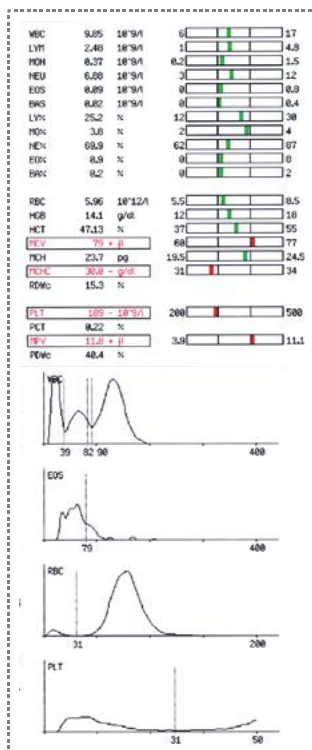 WBC 9.85 10^9/l 6 17
LYM 2.48 10^9/l 1 4.8
MON 0.37 10^9/l 0.2 1.5
NEU 6.88 10^9/l 3 12
EOS 0.09 10^9/l 0 0.8
BAS 0.02 10^9/l 0 0.4
LY% 25.2 % 12 30
MO% 3.8 % 2 4
NE% 69.9 % 62 87
EO% 0.9 % 0 8
BA% 0.2 % 0 2
RBC 5.96 10^12/l 5.5 8.5
HGB 14.1 g/dl 12 18
HCT 47.13 % 37 55
MCV 79 + fl 60 77
MCH 23.7 pg 19.5 24.5
MCHC 30.0 - g/dl 31 34
RDWc 15.3 %
PLT 189 - 10^9/l 200 500
PCT 0.22 %
MPV 11.8 + fl 3.9 11.1
PDWc 40.4 %
WBC
39 82 90 400
EOS
79 400
RBC
31 200
PLT
31 50